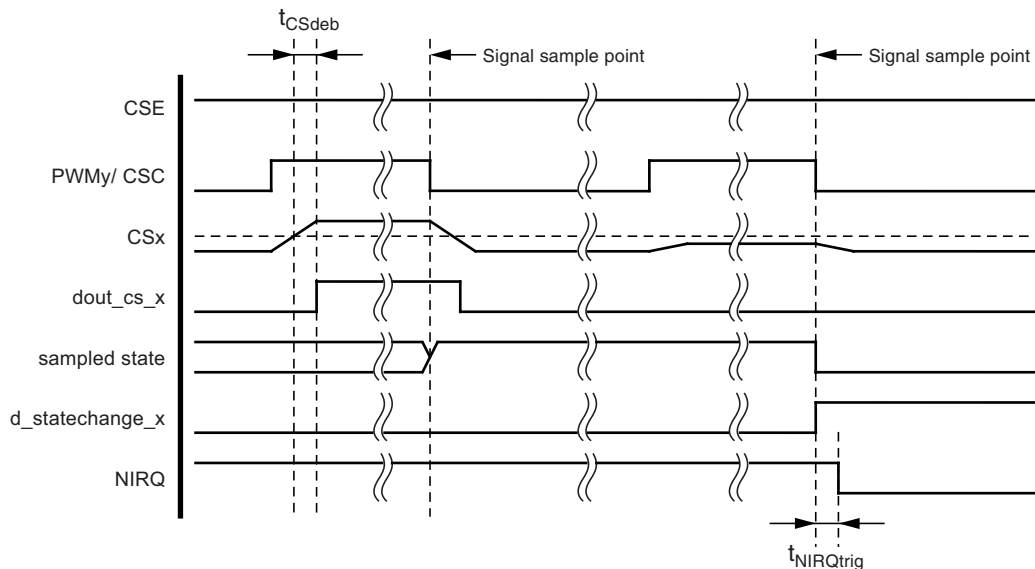 tCSdeb
Signal sample point
Signal sample point
CSE
PWMy/ CSC
CSx
dout_cs_x
sampled state
d_statechange_x
NIRQ
tNIRQtrig